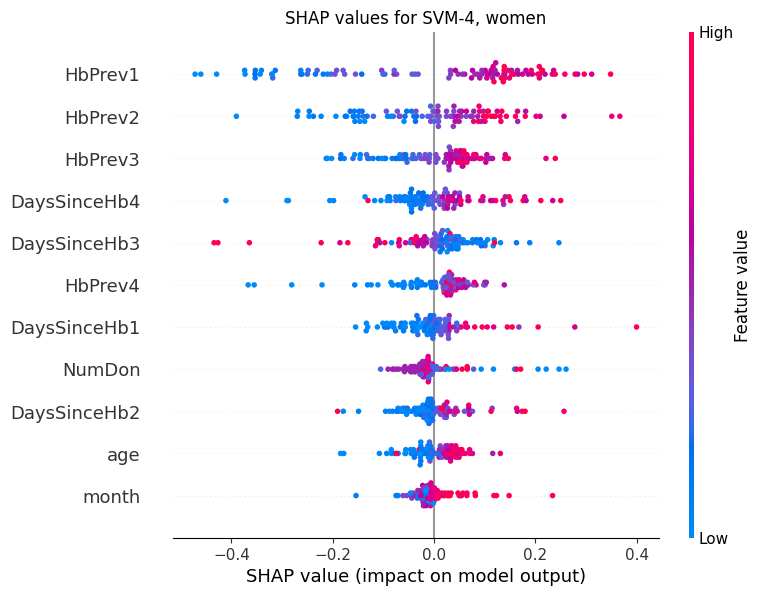 SHAP values for SVM-4, women
High
HbPrev1
HbPrev2
HbPrev3
DaysSinceHb4
DaysSinceHb3
HbPrev4
DaysSinceHb1
NumDon
DaysSinceHb2
age
month
Feature value
Low
−0.4 −0.2 0.0 0.2 0.4
SHAP value (impact on model output)